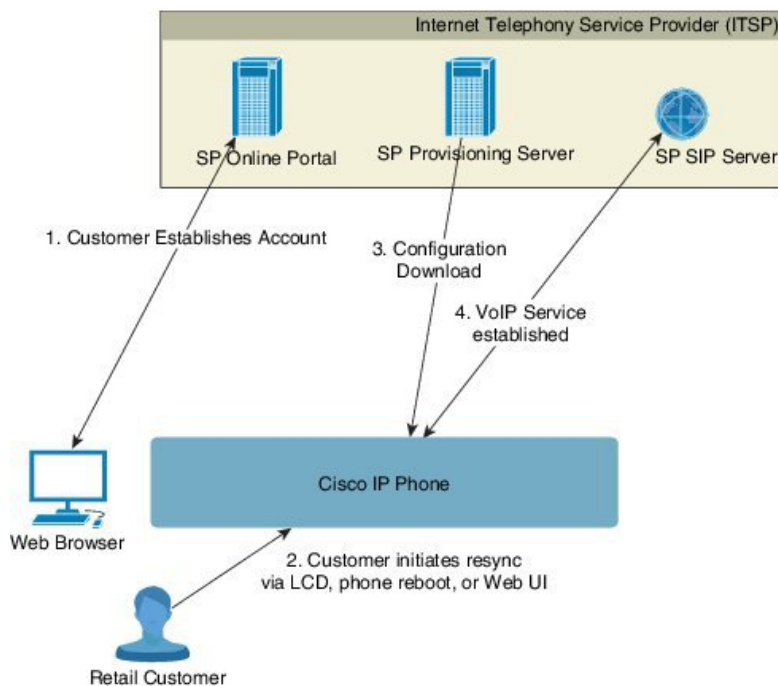 Internet Telephony Service Provider (ITSP)
SP Online Portal
SP Provisioning Server
SP SIP Server
1. Customer Establishes Account
3. Configuration
Download
4. VoIP Service
established
Cisco IP Phone
Web Browser
2. Customer initiates resync
via LCD, phone reboot, or Web UI
Retail Customer